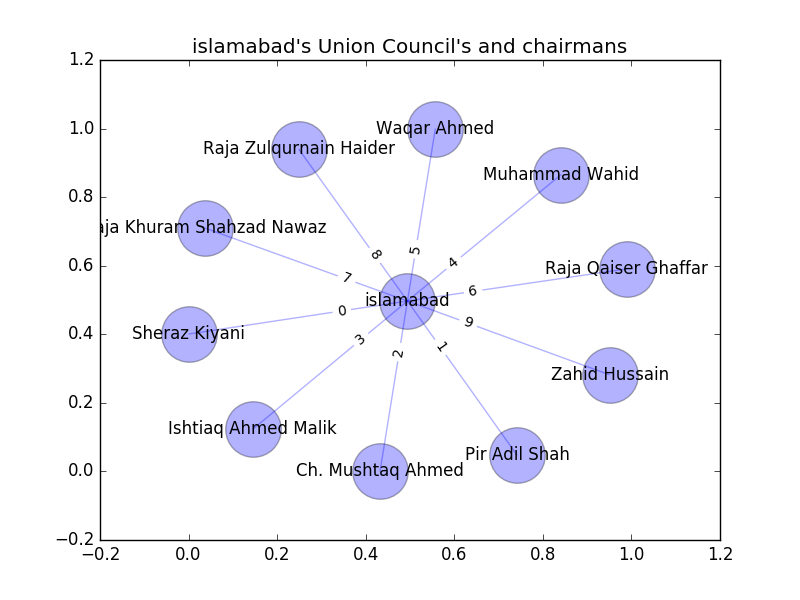 islamabad's Union Council's and chairmans
1.2
1.0
0.8
0.6
0.4
0.2
0.0
−0.2
Waqar Ahmed
Raja Zulqurnain Haider
Muhammad Wahid
aja Khuram Shahzad Nawaz
Raja Qaiser Ghaffar
islamabad
Sheraz Kiyani
Zahid Hussain
Ishtiaq Ahmed Malik
Pir Adil Shah
Ch. Mushtaq Ahmed
8
5
4
7
6
0
9
3
2
1
−0.2 0.0 0.2 0.4 0.6 0.8 1.0 1.2